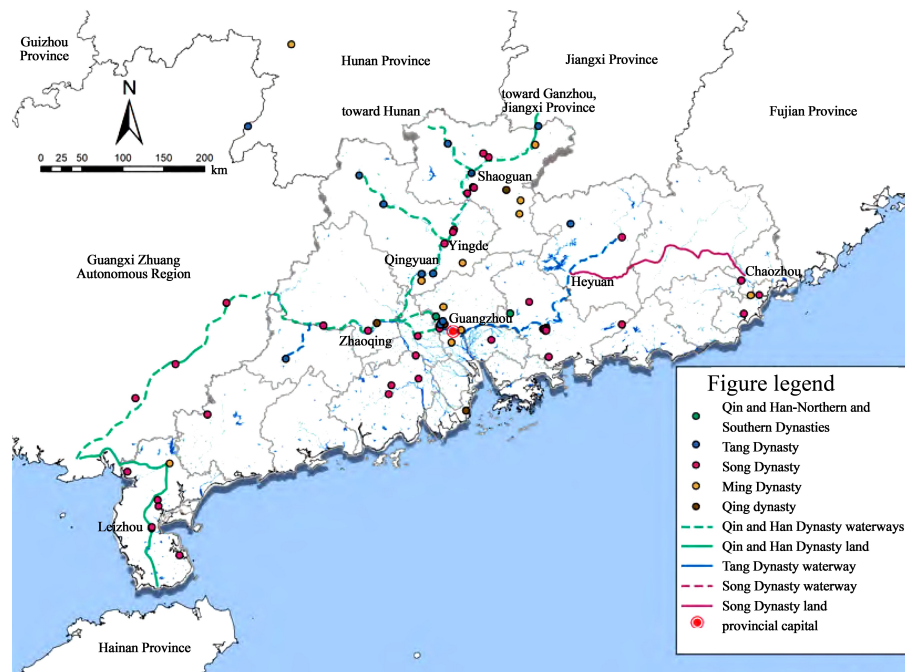 Guizhou
Province
Hunan Province
Jiangxi Province
N
toward Hunan
toward Ganzhou,
Jiangxi Province
Fujian Province
0 25 50 100 150 200
km
Shaoguan
Guangxi Zhuang
Autonomous Region
Yingde
Qingyuan
Heyuan
Chaozhou
Guangzhou
Zhaoqing
Leizhou
Hainan Province
Figure legend
Qin and Han-Northern and
Southern Dynasties
Tang Dynasty
Song Dynasty
Ming Dynasty
Qing dynasty
Qin and Han Dynasty waterways
Qin and Han Dynasty land
Tang Dynasty waterway
Song Dynasty waterway
Song Dynasty land
provincial capital